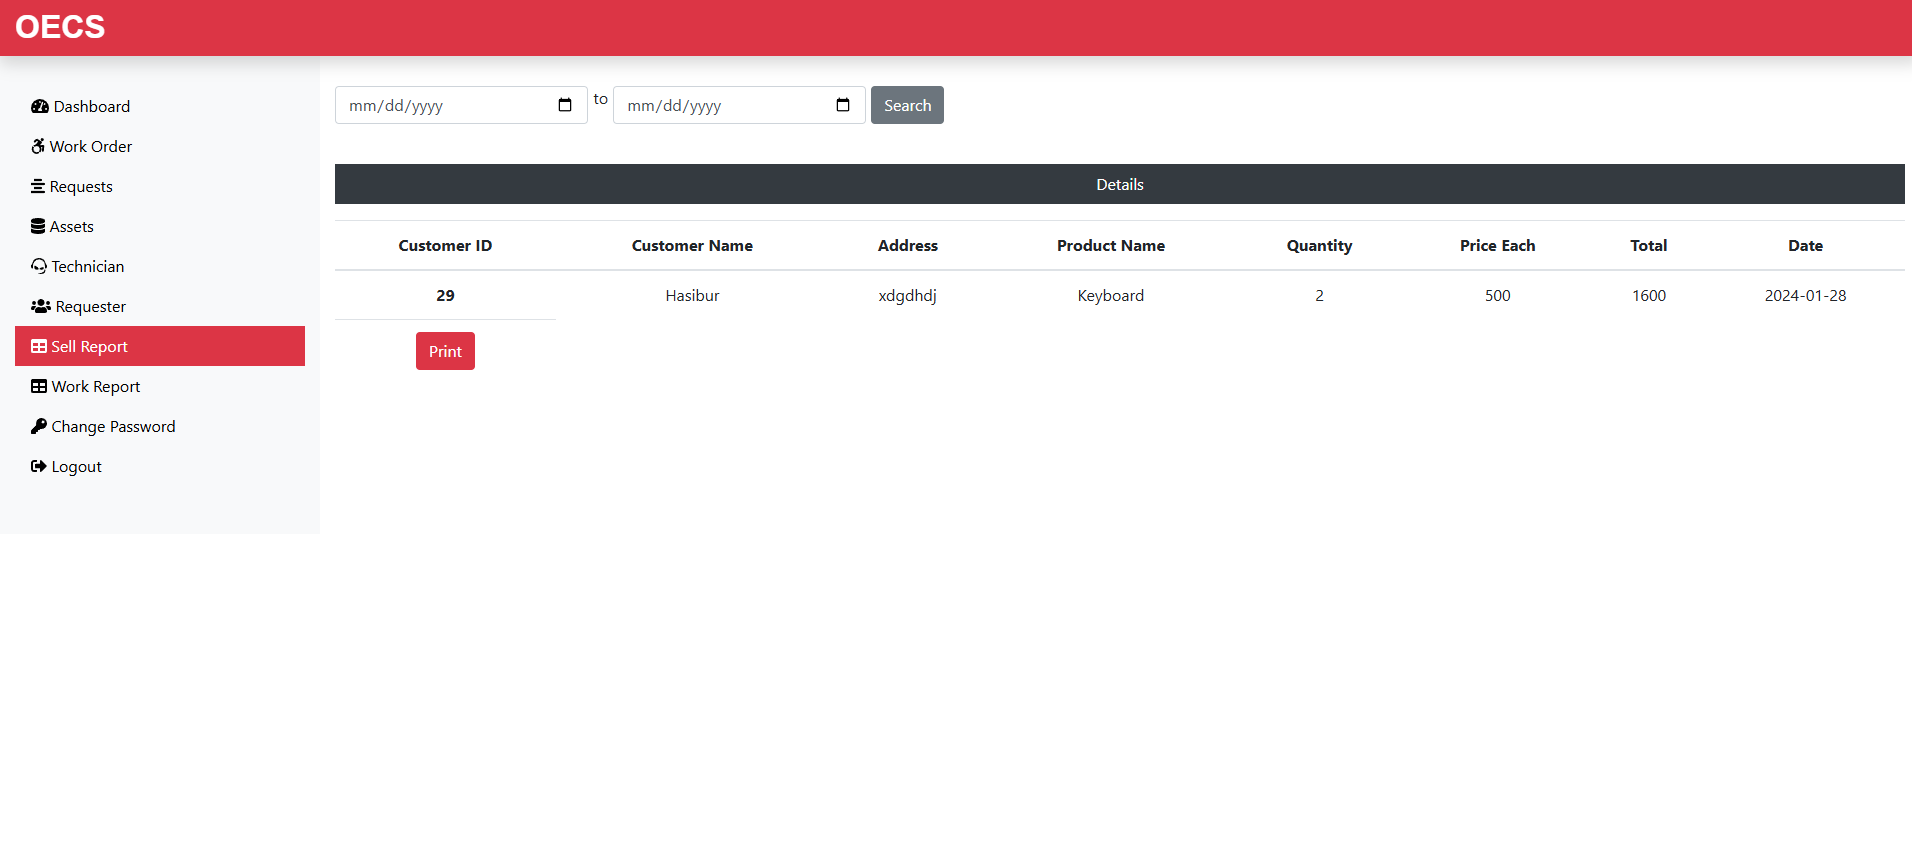 OECS
Dashboard
Work Order
Requests
Assets
Technician
Requester
Sell Report
Work Report
Change Password
Logout
mm/dd/yyyy to mm/dd/yyyy Search
Details
Customer ID Customer Name Address Product Name Quantity Price Each Total Date
29 Hasibur xdgdhdj Keyboard 2 500 1600 2024-01-28
Print